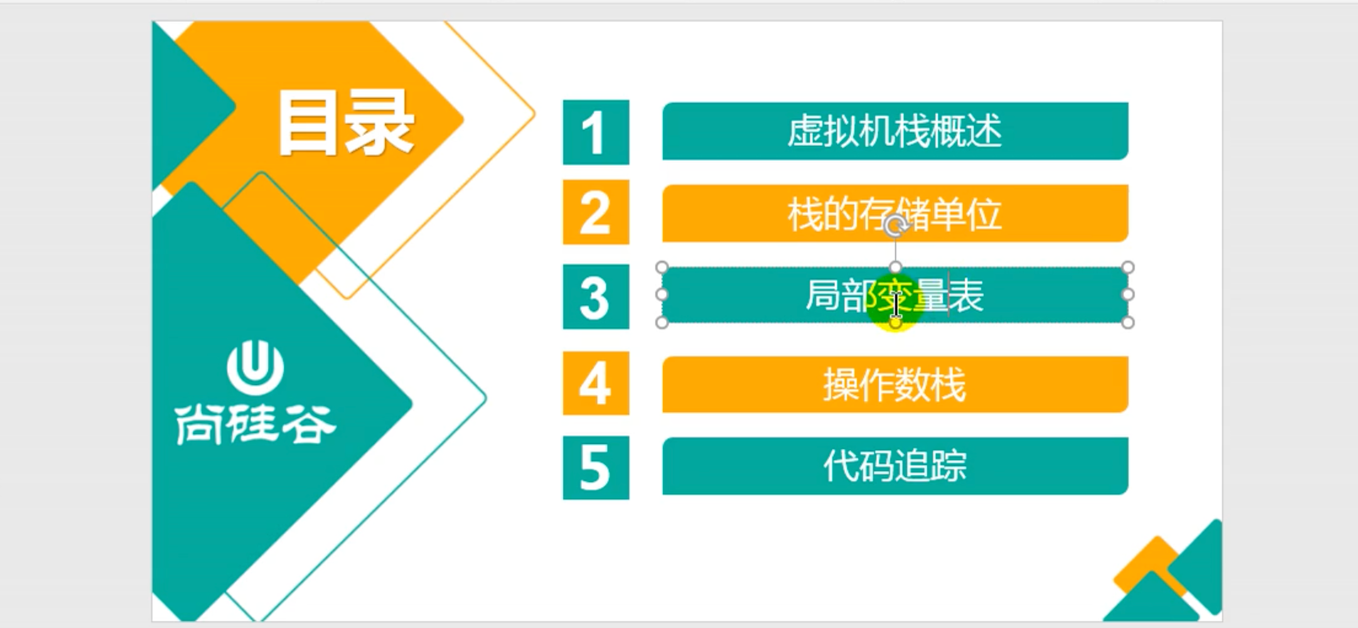 目录
1 虚拟机栈概述
2 栈的存储单位
3 局部变量表
4 操作数栈
5 代码追踪
尚硅谷